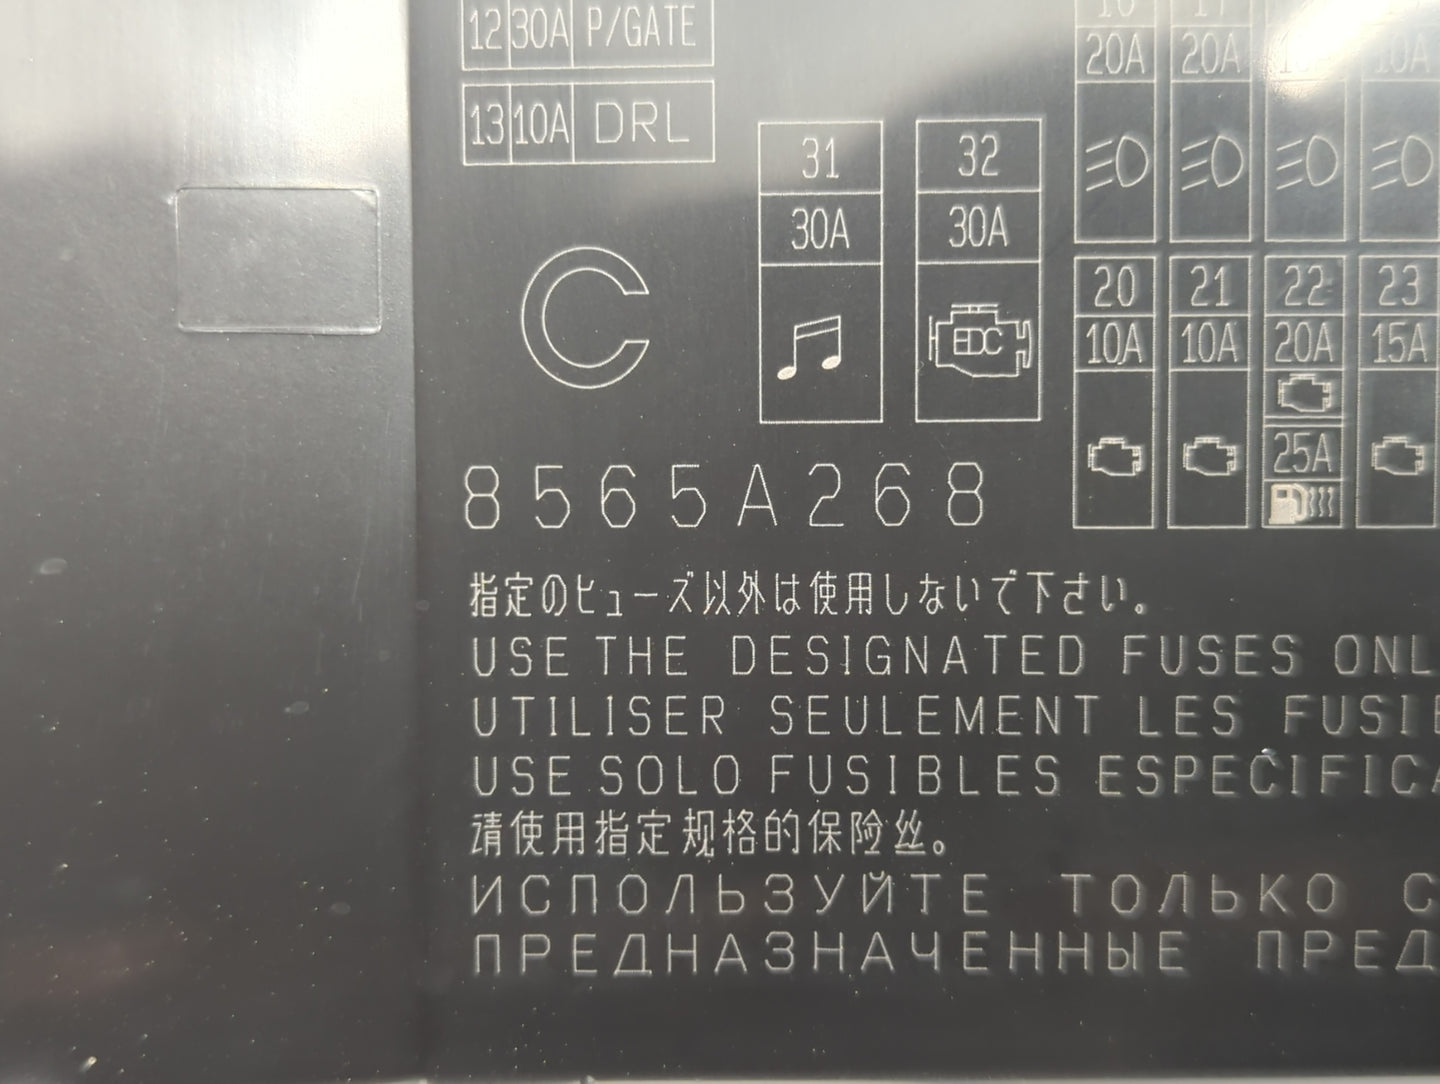 12 30A P/GATE
13 10A DRL
20A 20A 10A
31 32
30A 30A
EDC
C
20 21 22 23
10A 10A 20A 15A
25A
8565A268
指定のヒューズ以外は使用しないで下さい。
USE THE DESIGNATED FUSES ONL
UTILISER SEULEMENT LES FUSI
USE SOLO FUSIBLES ESPECIFICA
请使用指定规格的保险丝。
ИСПОЛЬЗУЙТЕ ТОЛЬКО С
ПРЕДНАЗНАЧЕННЫЕ ПРЕД